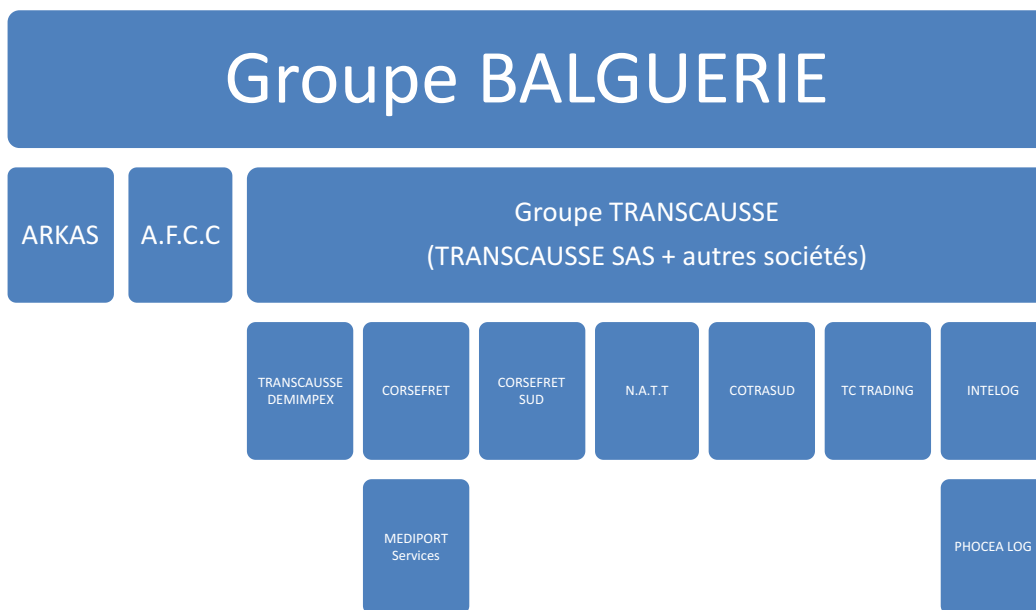 Groupe BALGUERIE
ARKAS
A.F.C.C
Groupe TRANSCAUSSE
(TRANSCAUSSE SAS + autres sociétés)
TRANSCAUSSE
DEMIMPEX
CORSEFRET
CORSEFRET
SUD
N.A.T.T
COTRASUD
TC TRADING
INTELOG
MEDIPORT
Services
PHOCEA LOG